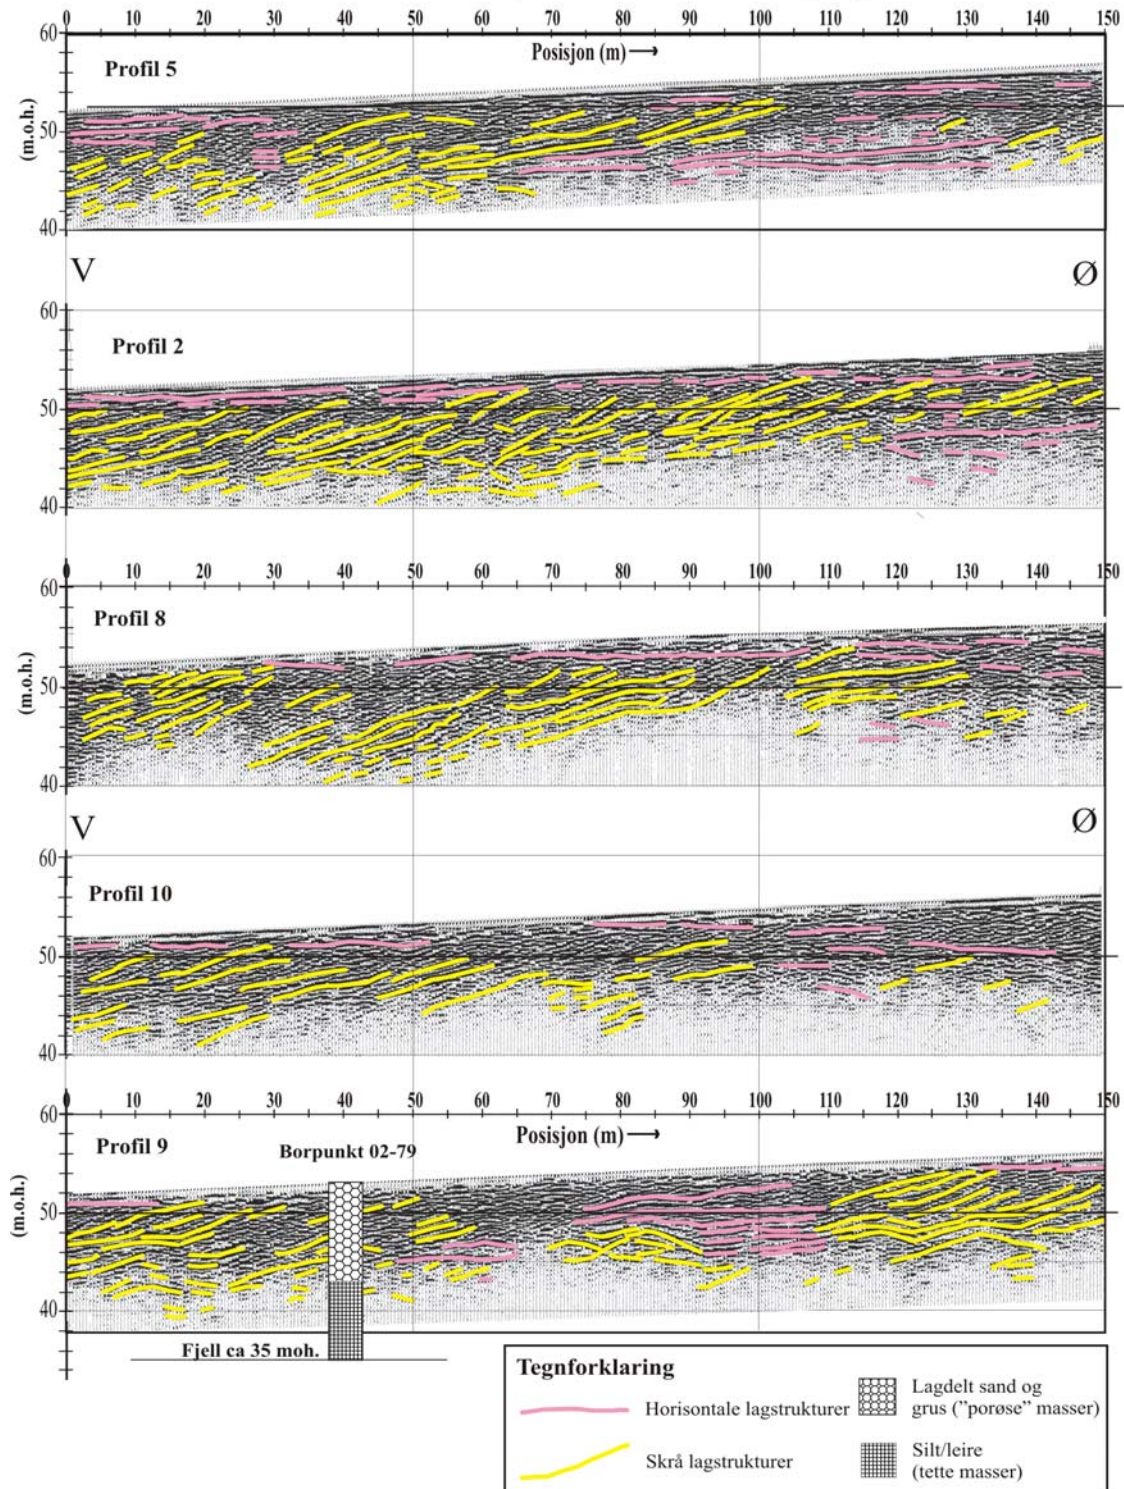 0 10 20 30 40 50 60 70 80 90 100 110 120 130 140 150
60
Posisjon (m)
Profil 5
(m.o.h.)
50
40
V Ø
60
Profil 2
50
40
0 10 20 30 40 50 60 70 80 90 100 110 120 130 140 150
60
Profil 8
(m.o.h.)
50
40
V Ø
60
Profil 10
50
40
0 10 20 30 40 50 60 70 80 90 100 110 120 130 140 150
60
Profil 9
Borpunkt 02-79
Posisjon (m)
(m.o.h.)
50
40
Fjell ca 35 moh.
Tegnforklaring
Horisontale lagstrukturer
Skrå lagstrukturer
Lagdelt sand og
grus ("porøse" masser)
Silt/leire
(tette masser)